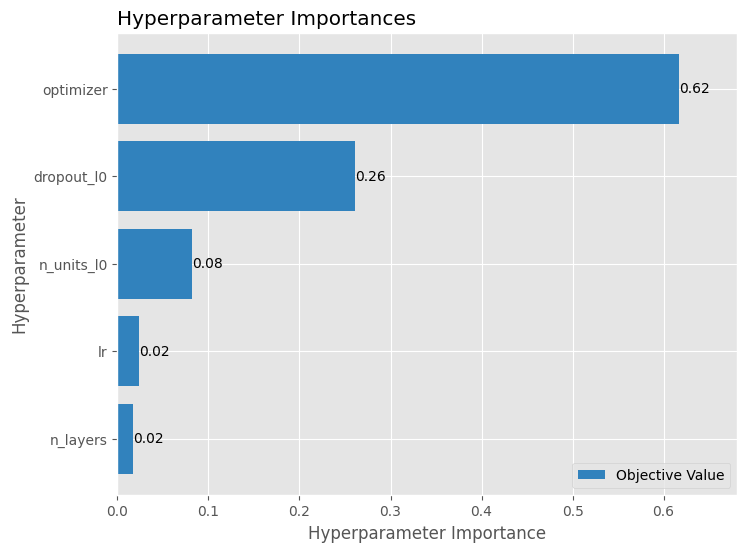 Hyperparameter Importances
optimizer
0.62
dropout_l0
0.26
n_units_l0
0.08
lr
0.02
n_layers
0.02
Hyperparameter
Objective Value
0.0 0.1 0.2 0.3 0.4 0.5 0.6
Hyperparameter Importance